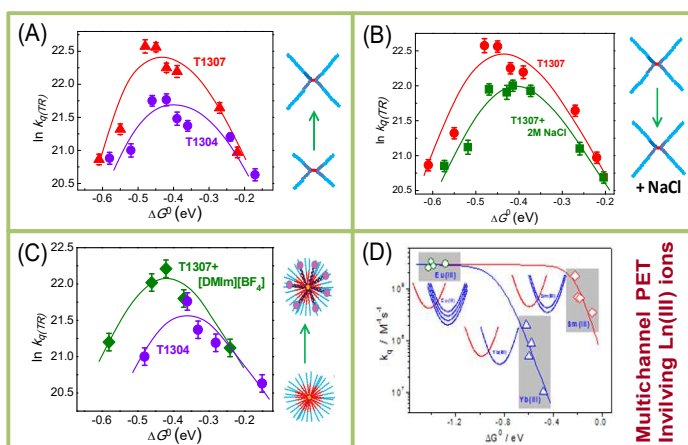 (A)
ln kq(TR)
22.5
22.0
21.5
21.0
20.5
T1307
T1304
-0.6 -0.5 -0.4 -0.3 -0.2
ΔG⁰ (eV)
(B)
ln kq(TR)
22.5
22.0
21.5
21.0
20.5
T1307
T1307+
2M NaCl
-0.6 -0.5 -0.4 -0.3 -0.2
ΔG⁰ (eV)
+ NaCl
(C)
ln kq(TR)
22.5
22.0
21.5
21.0
20.5
T1307+
[DMIm][BF4]
T1304
-0.6 -0.5 -0.4 -0.3 -0.2
ΔG⁰ (eV)
(D)
kq / M⁻¹s⁻¹
10⁷
Eu(III)
Sm(III)
Yb(III)
Yb(III)
-1.2 -0.8 -0.4 0.0
ΔG⁰ / eV
Multichannel PET
Invilving Ln(III) ions